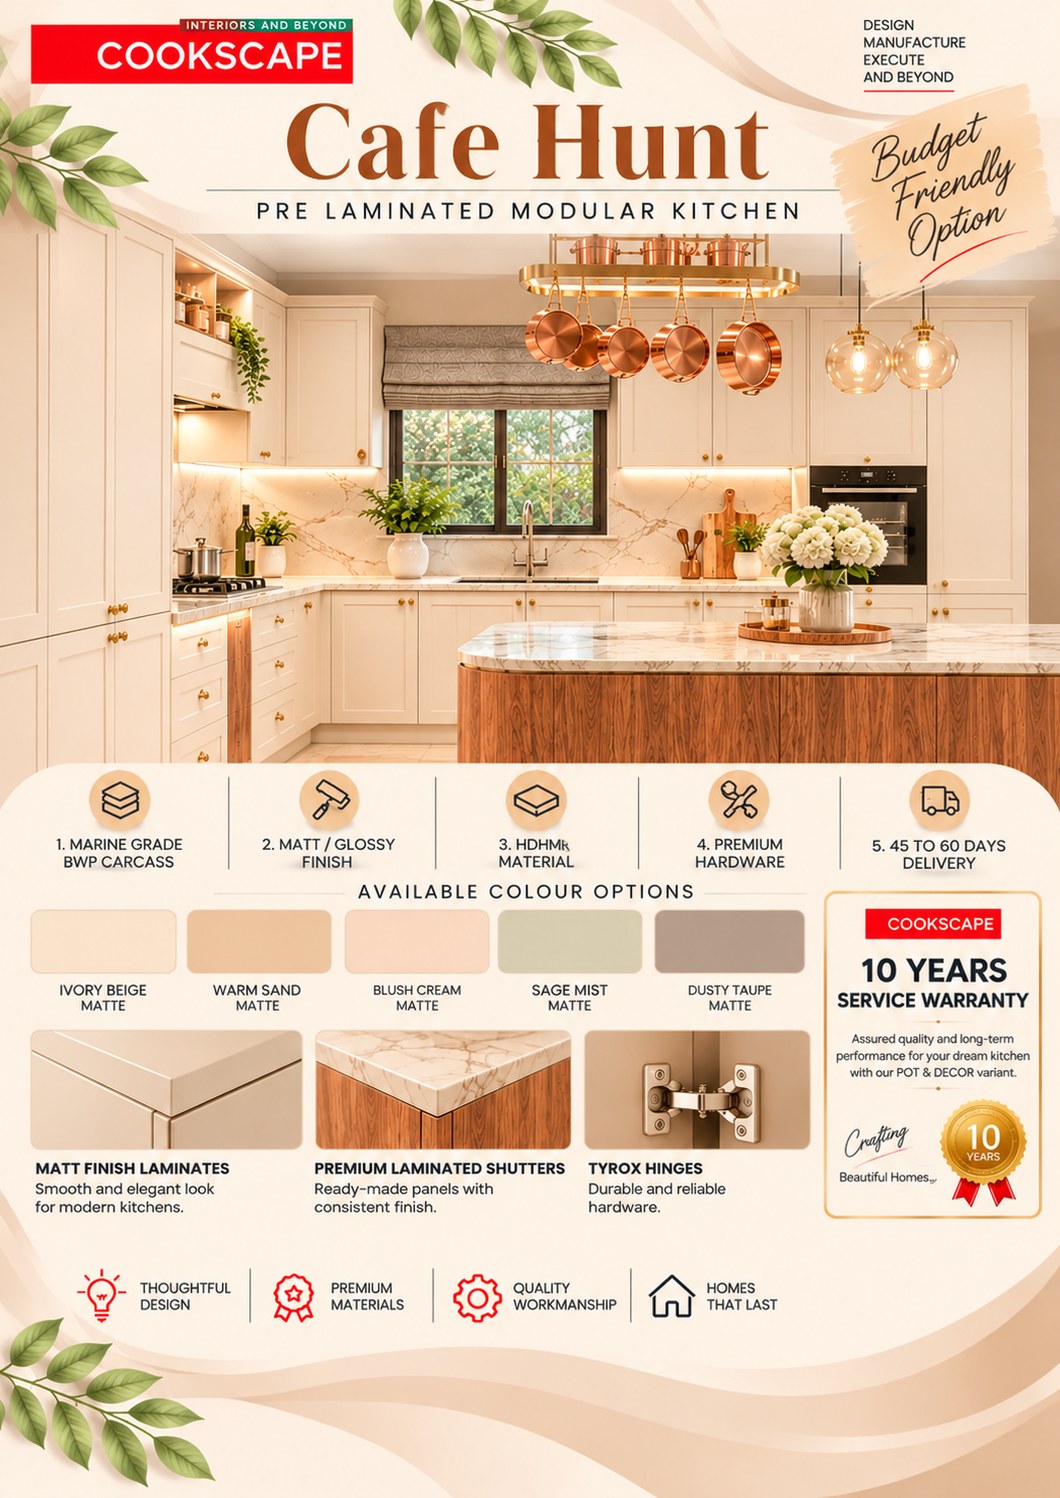 INTERIORS AND BEYOND
COOKSCAPE
DESIGN
MANUFACTURE
EXECUTE
AND BEYOND
Cafe Hunt
PRE LAMINATED MODULAR KITCHEN
Budget
Friendly
Option
1. MARINE GRADE
BWP CARCASS
2. MATT / GLOSSY
FINISH
3. HDHMR
MATERIAL
4. PREMIUM
HARDWARE
5. 45 TO 60 DAYS
DELIVERY
AVAILABLE COLOUR OPTIONS
IVORY BEIGE
MATTE
WARM SAND
MATTE
BLUSH CREAM
MATTE
SAGE MIST
MATTE
DUSTY TAUPE
MATTE
COOKSCAPE
10 YEARS
SERVICE WARRANTY
Assured quality and long-term
performance for your dream kitchen
with our POT & DECOR variant.
Crafting
Beautiful Homes
10
YEARS
MATT FINISH LAMINATES
Smooth and elegant look
for modern kitchens.
PREMIUM LAMINATED SHUTTERS
Ready-made panels with
consistent finish.
TYROX HINGES
Durable and reliable
hardware.
THOUGHTFUL
DESIGN
PREMIUM
MATERIALS
QUALITY
WORKMANSHIP
HOMES
THAT LAST